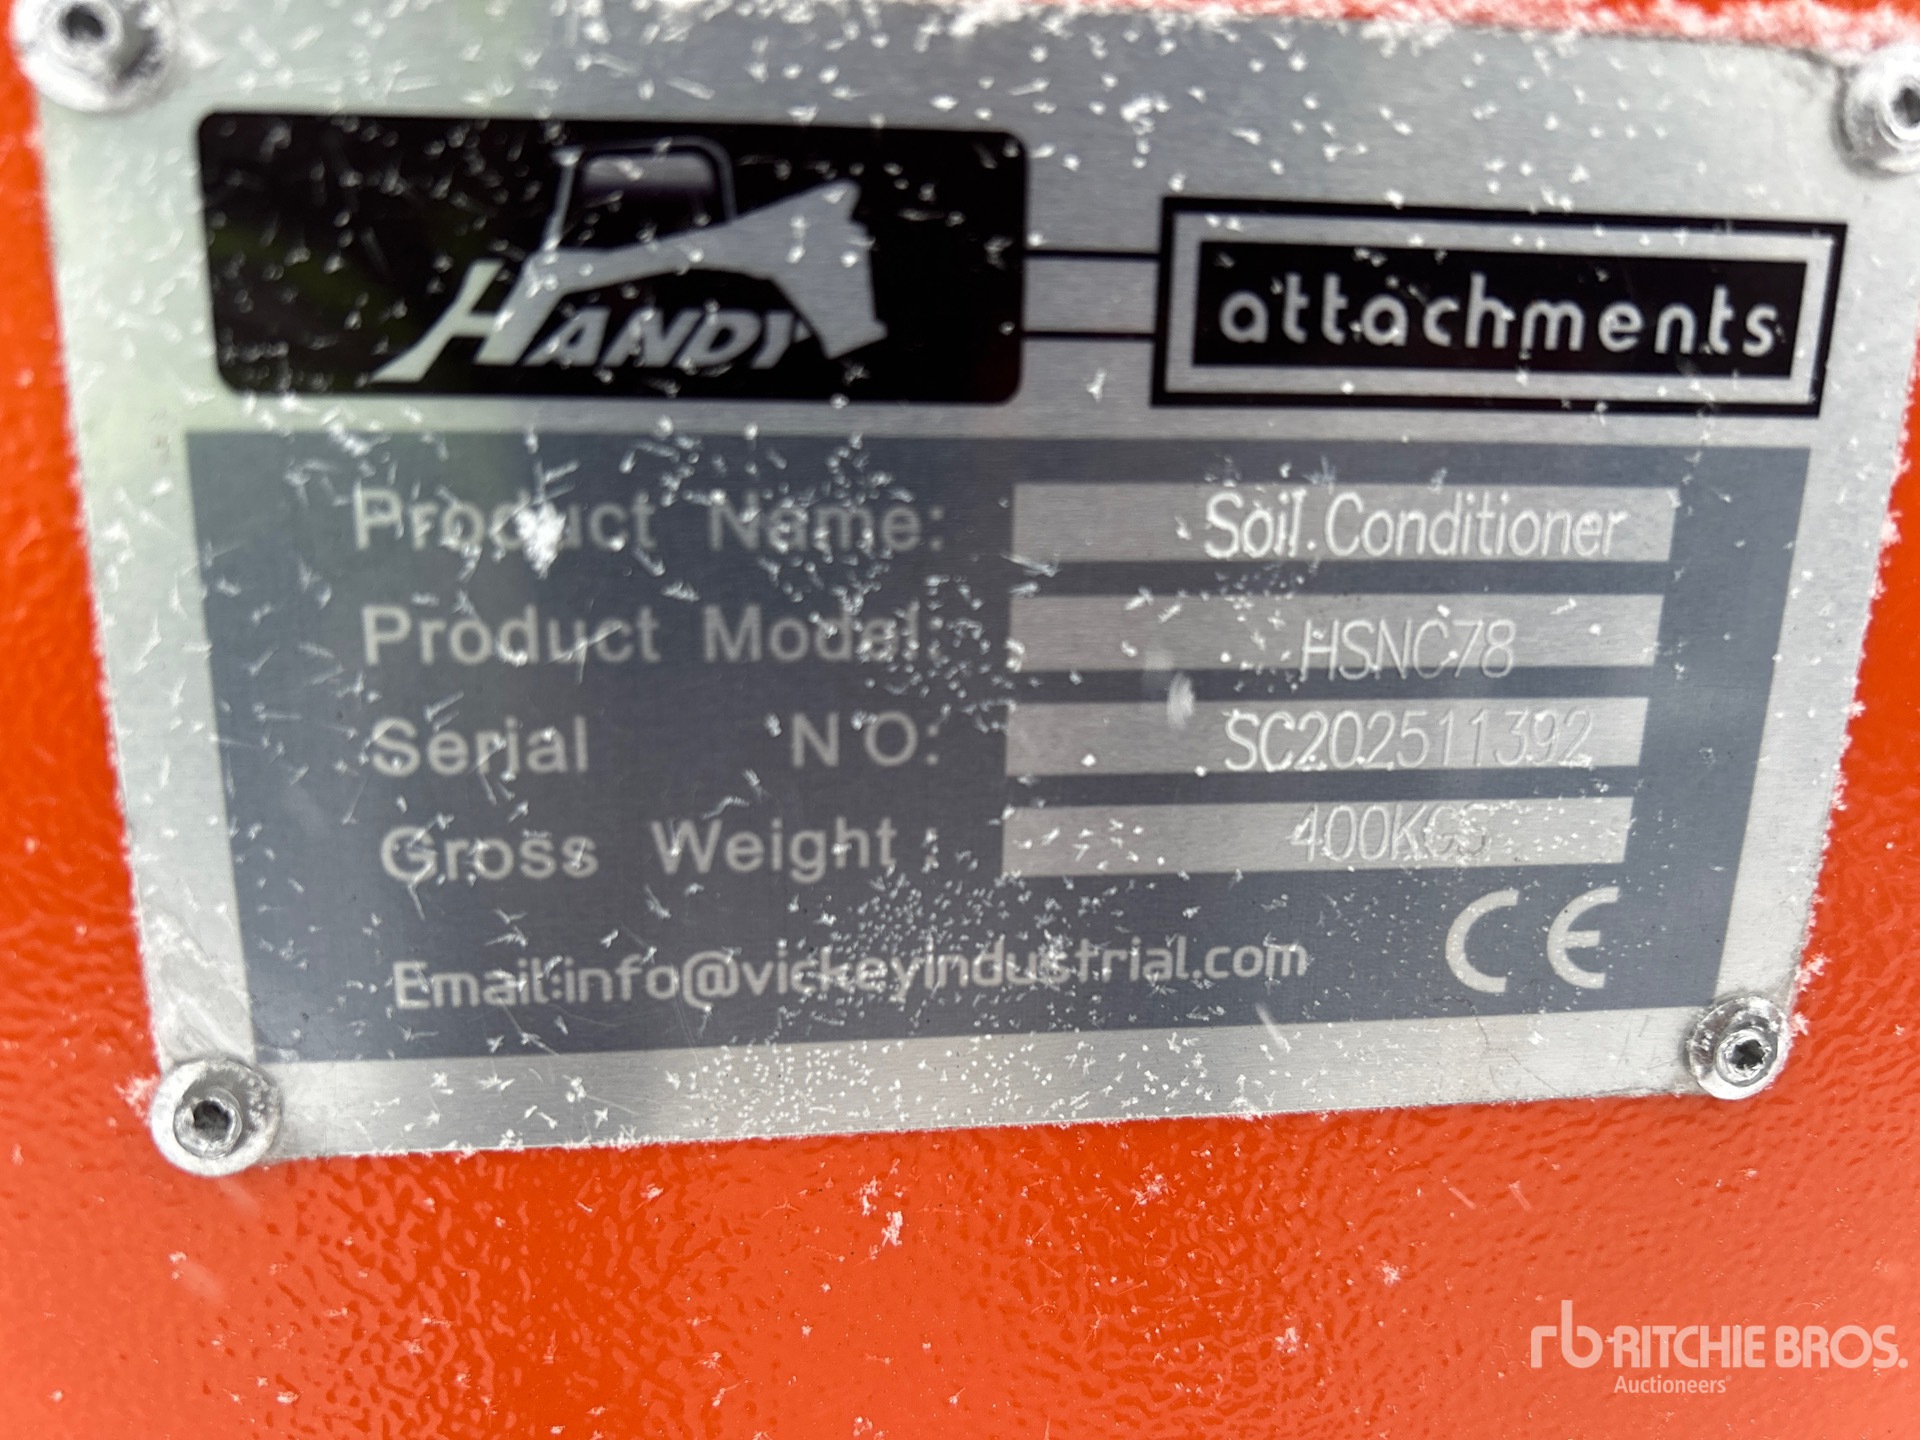 HANDY
attachments
Product Name: Soil Conditioner
Product Model: HSNC78
Serial NO: SC202511392
Gross Weight 400KGS
Email:info@vickeyindustrial.com CE
rb RITCHIE BROS.
Auctioneers